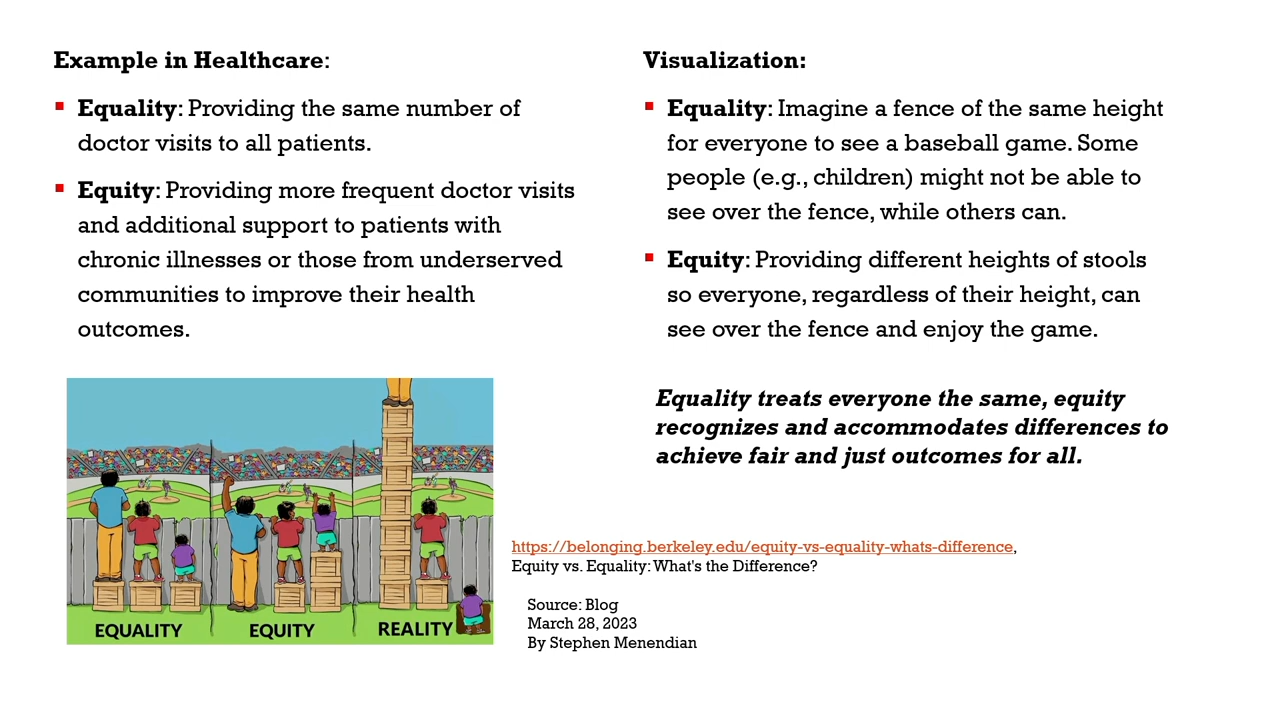 Example in Healthcare:
Equality: Providing the same number of
doctor visits to all patients.
Equity: Providing more frequent doctor visits
and additional support to patients with
chronic illnesses or those from underserved
communities to improve their health
outcomes.
Visualization:
Equality: Imagine a fence of the same height
for everyone to see a baseball game. Some
people (e.g., children) might not be able to
see over the fence, while others can.
Equity: Providing different heights of stools
so everyone, regardless of their height, can
see over the fence and enjoy the game.
Equality treats everyone the same, equity
recognizes and accommodates differences to
achieve fair and just outcomes for all.
EQUALITY
EQUITY
REALITY
https://belonging.berkeley.edu/equity-vs-equality-whats-difference,
Equity vs. Equality: What's the Difference?
Source: Blog
March 28, 2023
By Stephen Menendian